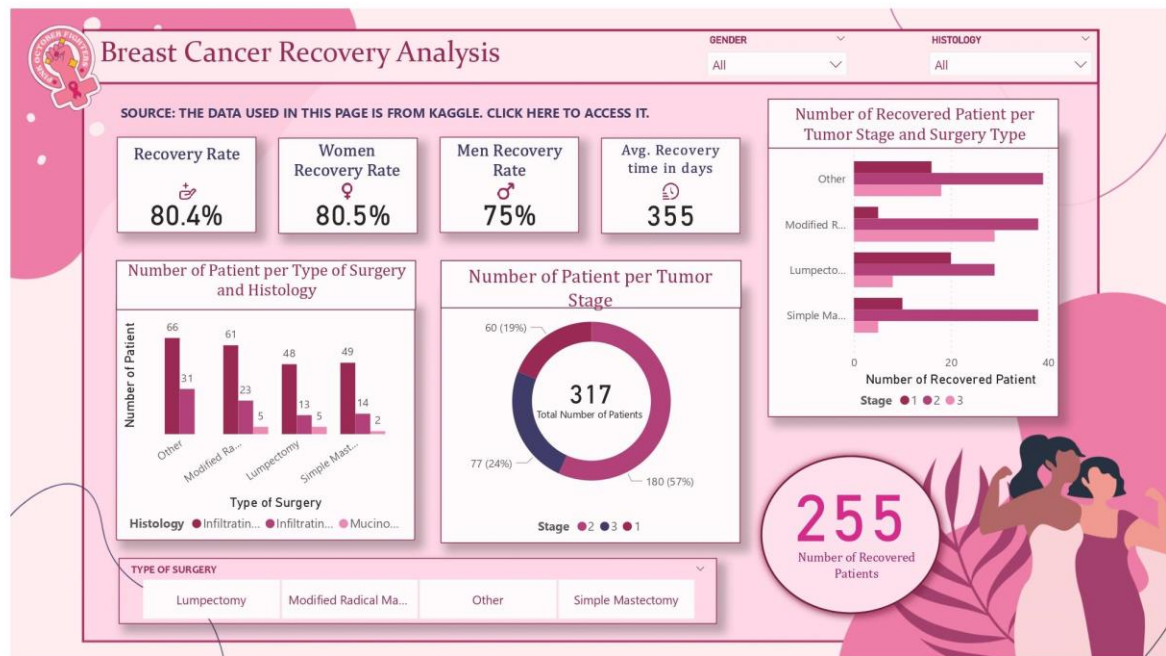 PINK OCTOBER FIGHTERS
Breast Cancer Recovery Analysis
GENDER
All
HISTOLOGY
All
SOURCE: THE DATA USED IN THIS PAGE IS FROM KAGGLE. CLICK HERE TO ACCESS IT.
Recovery Rate
80.4%
Women
Recovery Rate
80.5%
Men Recovery
Rate
75%
Avg. Recovery
time in days
355
Number of Recovered Patient per
Tumor Stage and Surgery Type
Other
Modified R...
Lumpecto...
Simple Ma...
0
20
40
Number of Recovered Patient
Stage 1 2 3
Number of Patient per Type of Surgery
and Histology
Number of Patient
66
31
61
23
5
48
13
5
49
14
2
Other
Modified Ra...
Lumpectomy
Simple Mast...
Type of Surgery
Histology Infiltratin... Infiltratin... Mucino...
Number of Patient per Tumor
Stage
60 (19%)
317
Total Number of Patients
77 (24%)
180 (57%)
Stage 2 3 1
255
Number of Recovered
Patients
TYPE OF SURGERY
Lumpectomy
Modified Radical Ma...
Other
Simple Mastectomy